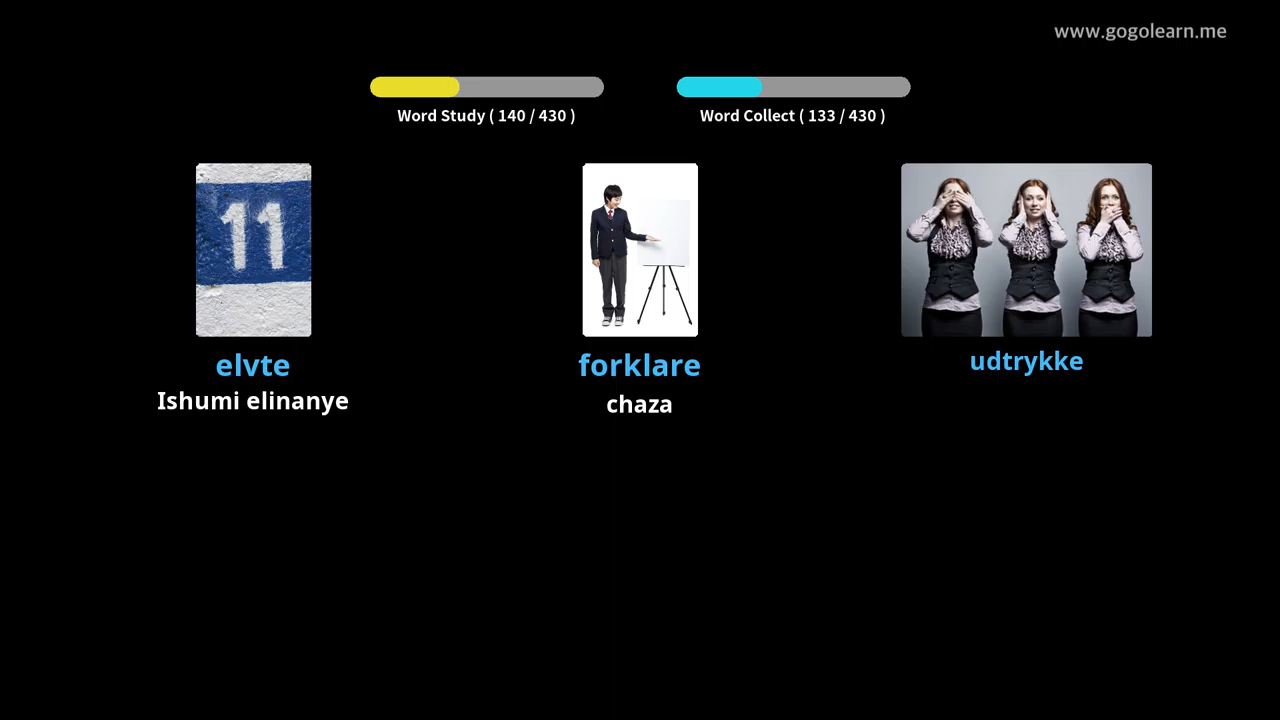 www.gogolearn.me
Word Study ( 140 / 430 )
Word Collect ( 133 / 430 )
11
elvte
forklare
udtrykke
Ishumi elinanye
chaza